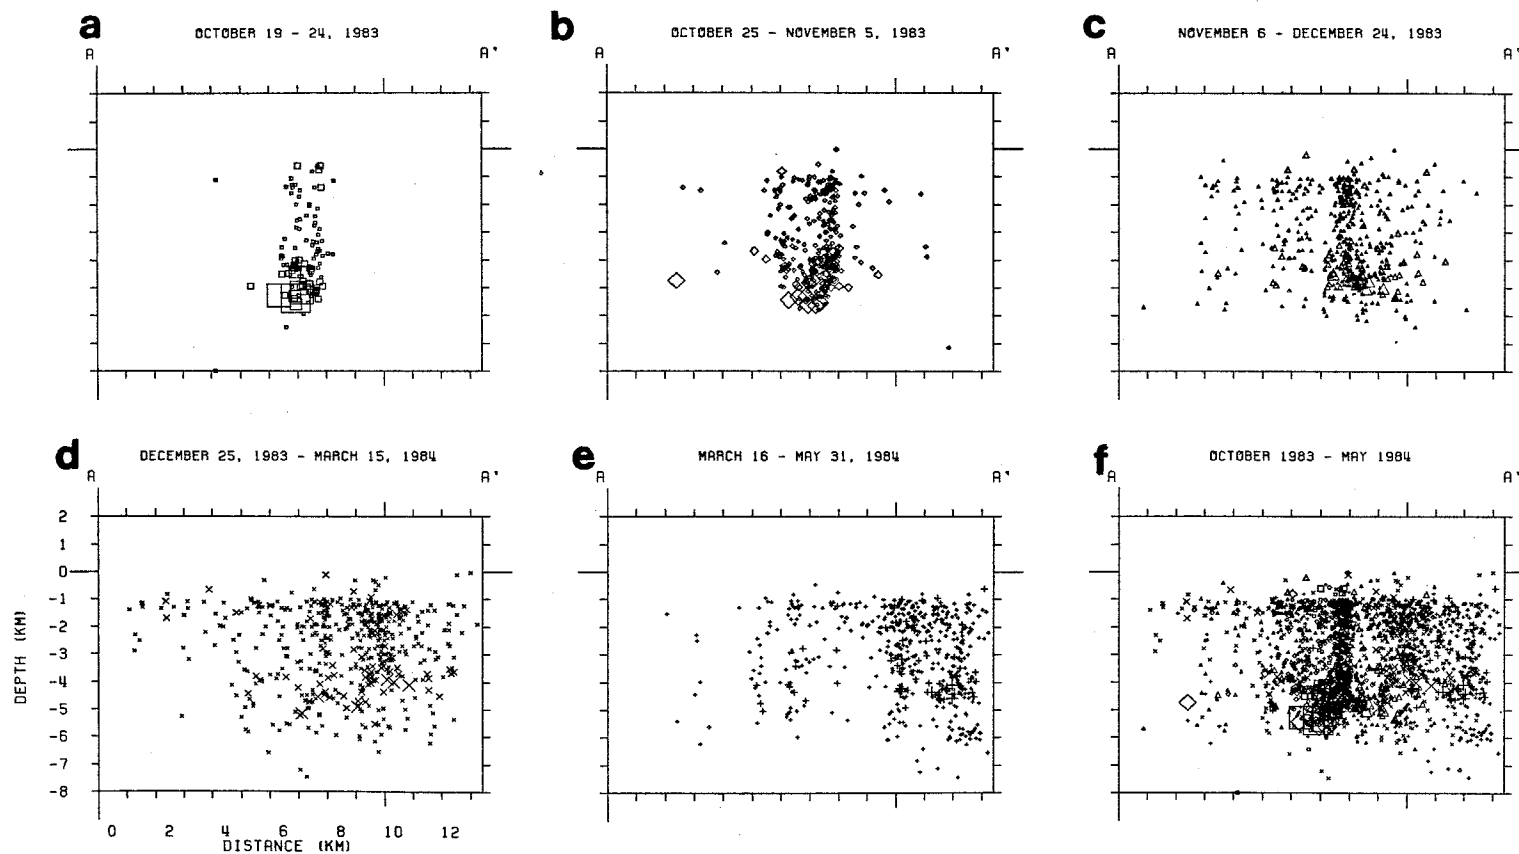 a
OCTOBER 19 - 24, 1983
A A'
b
OCTOBER 25 - NOVEMBER 5, 1983
A A'
c
NOVEMBER 6 - DECEMBER 24, 1983
A A'
d
DECEMBER 25, 1983 - MARCH 15, 1984
A A'
e
MARCH 16 - MAY 31, 1984
A A'
f
OCTOBER 1983 - MAY 1984
A A'
2
1
0
-1
-2
-3
-4
-5
-6
-7
-8
DEPTH (KM)
0 2 4 6 8 10 12
DISTANCE (KM)